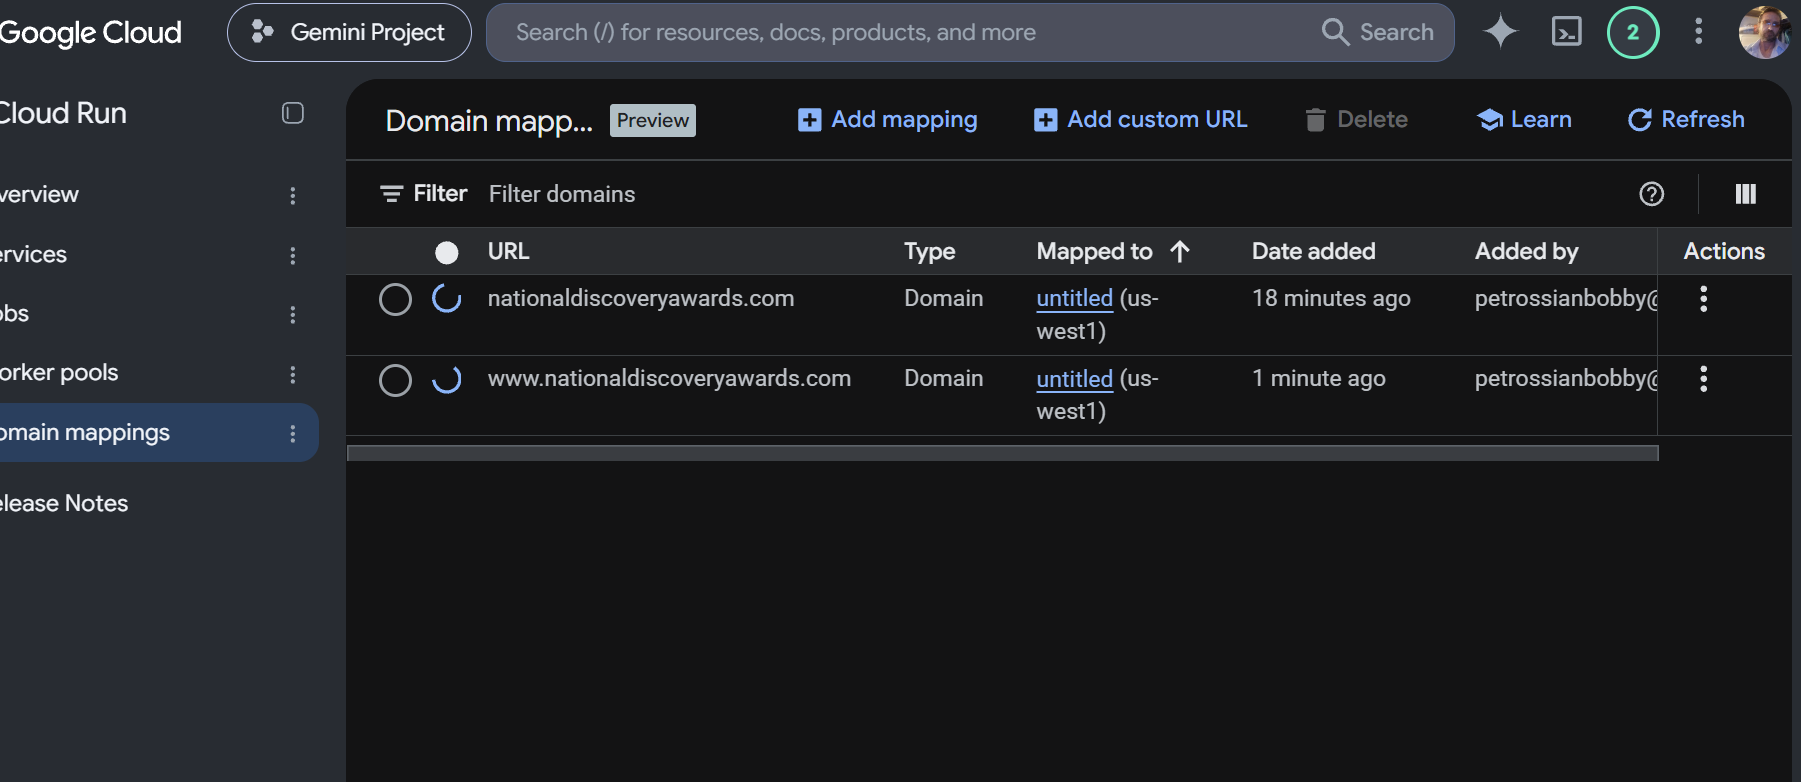 Google Cloud
Gemini Project
Search (/) for resources, docs, products, and more
Search
2
Cloud Run
Domain mapp...
Preview
Add mapping
Add custom URL
Delete
Learn
Refresh
verview
ervices
obs
orker pools
omain mappings
elease Notes
Filter Filter domains
URL Type Mapped to Date added Added by Actions
nationaldiscoveryawards.com Domain untitled (us- 18 minutes ago petrossianbobby@
west1)
www.nationaldiscoveryawards.com Domain untitled (us- 1 minute ago petrossianbobby@
west1)